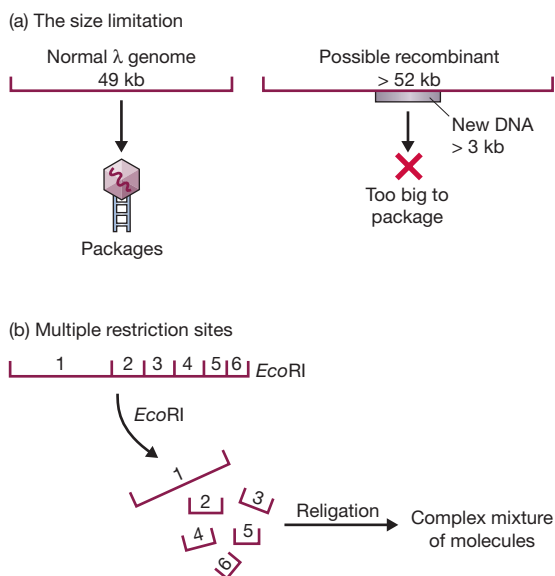 (a) The size limitation
Normal λ genome
49 kb
Packages
Possible recombinant
> 52 kb
New DNA
> 3 kb
Too big to
package
(b) Multiple restriction sites
1 2 3 4 5 6 EcoRI
EcoRI
1
2 3
4 5
6
Religation
Complex mixture
of molecules